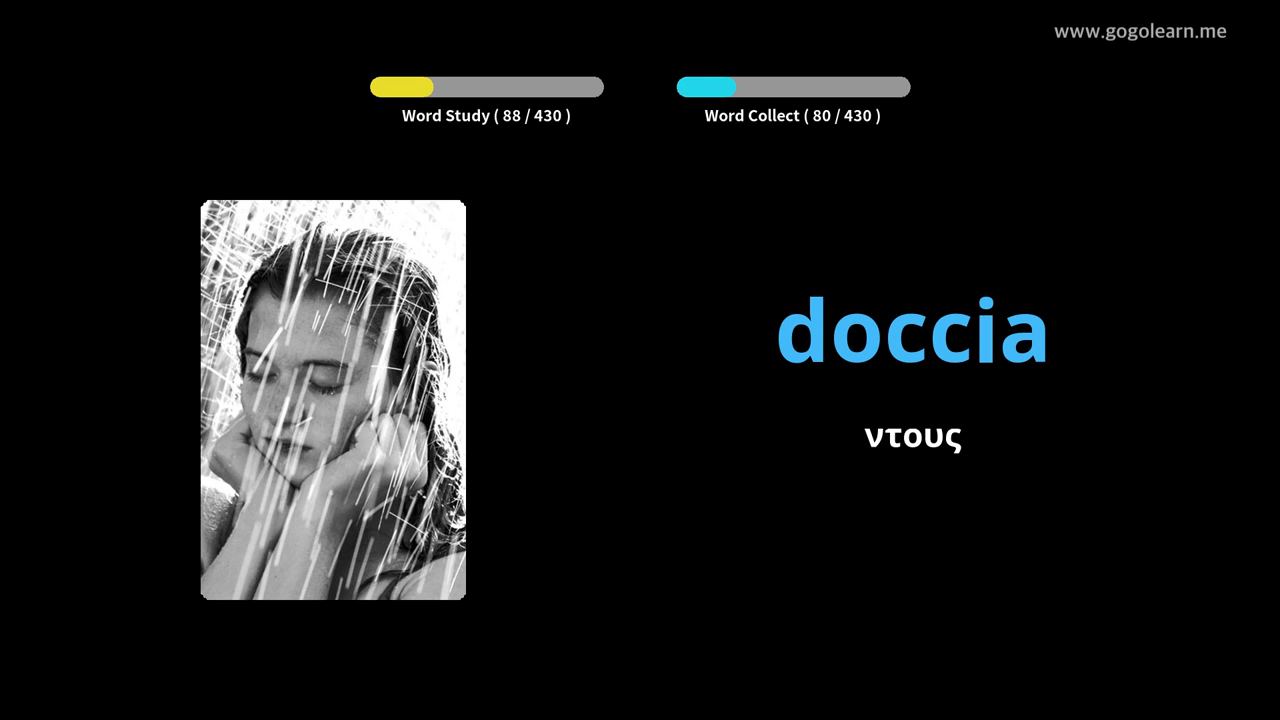 www.gogolearn.me
Word Study ( 88 / 430 )
Word Collect ( 80 / 430 )
doccia
ντους